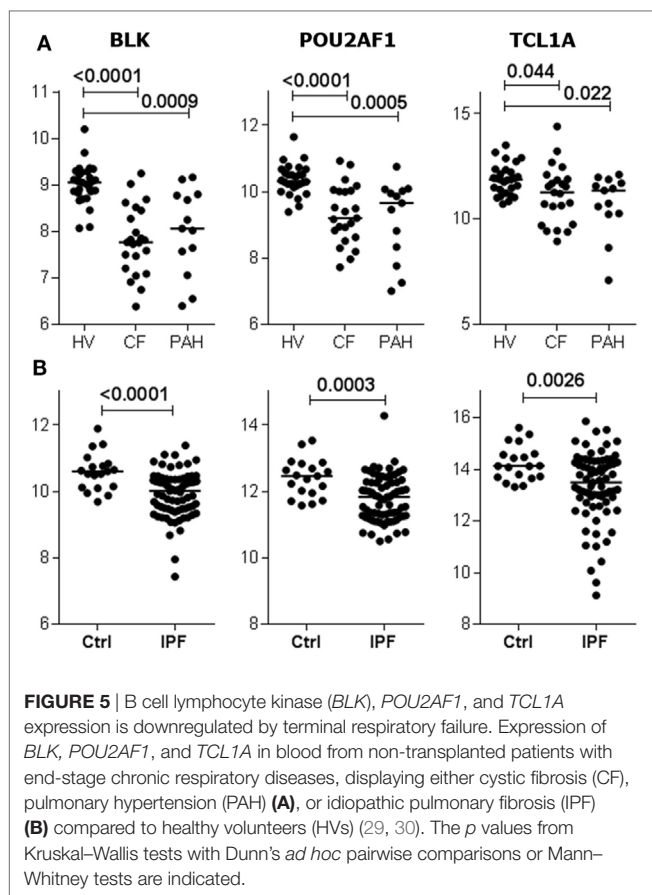 A
BLK
POU2AF1
TCL1A
<0.0001
0.0009
<0.0001
0.0005
0.044
0.022
11
10
9
8
7
6
HV
CF
PAH
12
10
8
6
HV
CF
PAH
15
10
5
HV
CF
PAH
B
<0.0001
0.0003
0.0026
12
10
8
6
Ctrl
IPF
14
12
10
8
Ctrl
IPF
16
14
12
10
8
Ctrl
IPF
FIGURE 5 | B cell lymphocyte kinase (BLK), POU2AF1, and TCL1A
expression is downregulated by terminal respiratory failure. Expression of
BLK, POU2AF1, and TCL1A in blood from non-transplanted patients with
end-stage chronic respiratory diseases, displaying either cystic fibrosis (CF),
pulmonary hypertension (PAH) (A), or idiopathic pulmonary fibrosis (IPF)
(B) compared to healthy volunteers (HVs) (29, 30). The p values from
Kruskal–Wallis tests with Dunn's ad hoc pairwise comparisons or Mann–
Whitney tests are indicated.